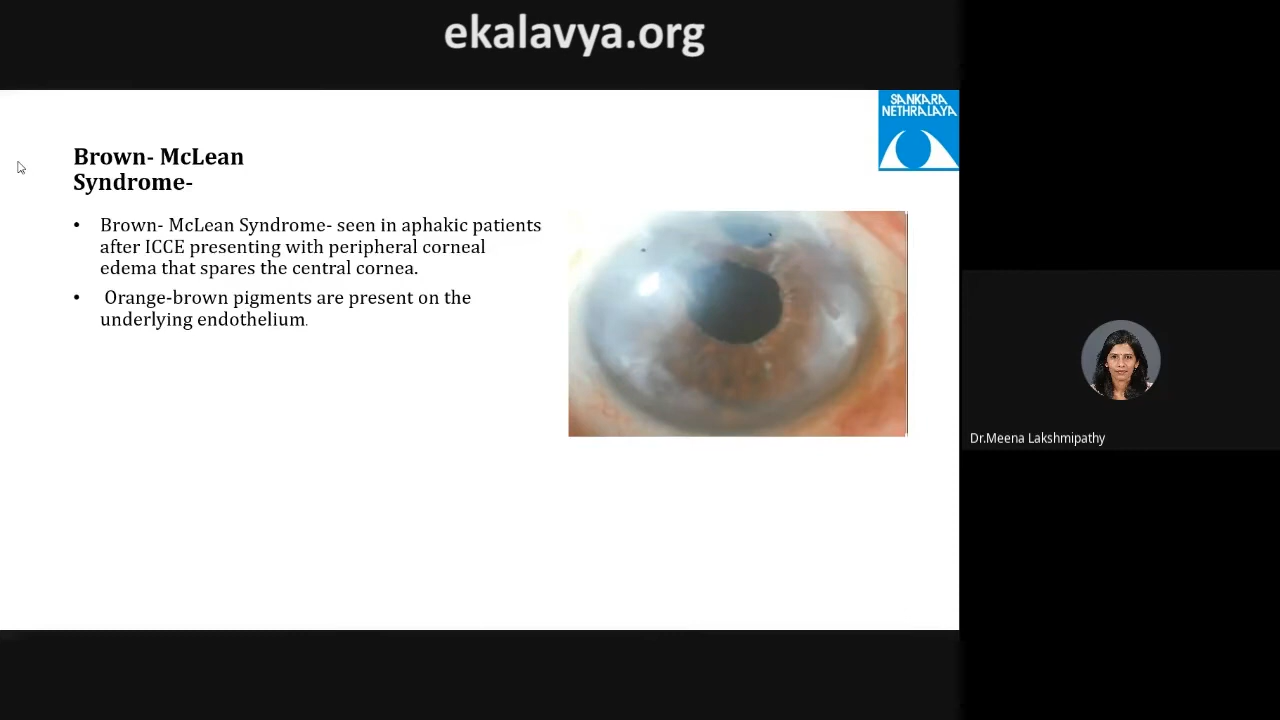 ekalavya.org
SANKARA
NETHRALAYA
Brown- McLean
Syndrome-
• Brown- McLean Syndrome- seen in aphakic patients
after ICCE presenting with peripheral corneal
edema that spares the central cornea.
• Orange-brown pigments are present on the
underlying endothelium.
Dr.Meena Lakshmipathy